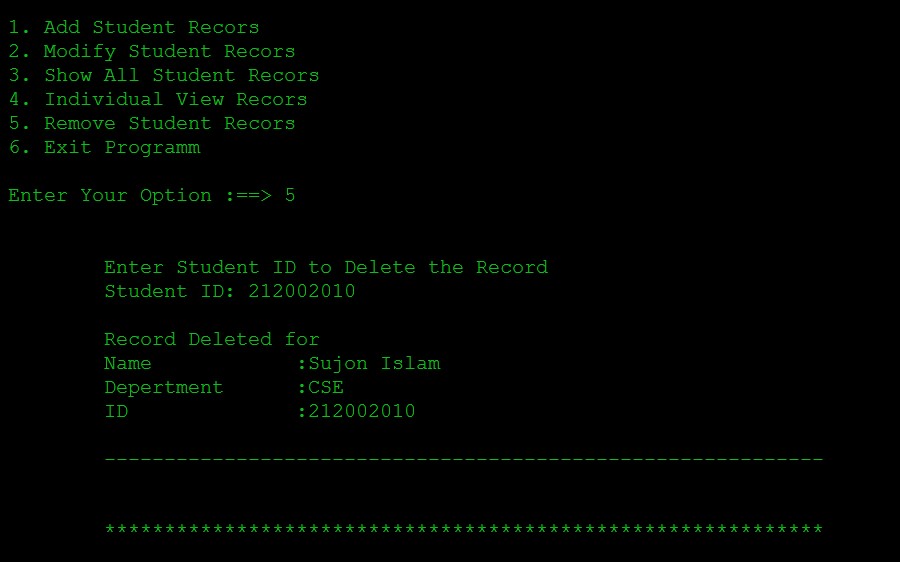 1. Add Student Recors
2. Modify Student Recors
3. Show All Student Recors
4. Individual View Recors
5. Remove Student Recors
6. Exit Programm
Enter Your Option :==> 5
Enter Student ID to Delete the Record
Student ID: 212002010
Record Deleted for
Name :Sujon Islam
Depertment :CSE
ID :212002010
------------------------------------------------------------
************************************************************